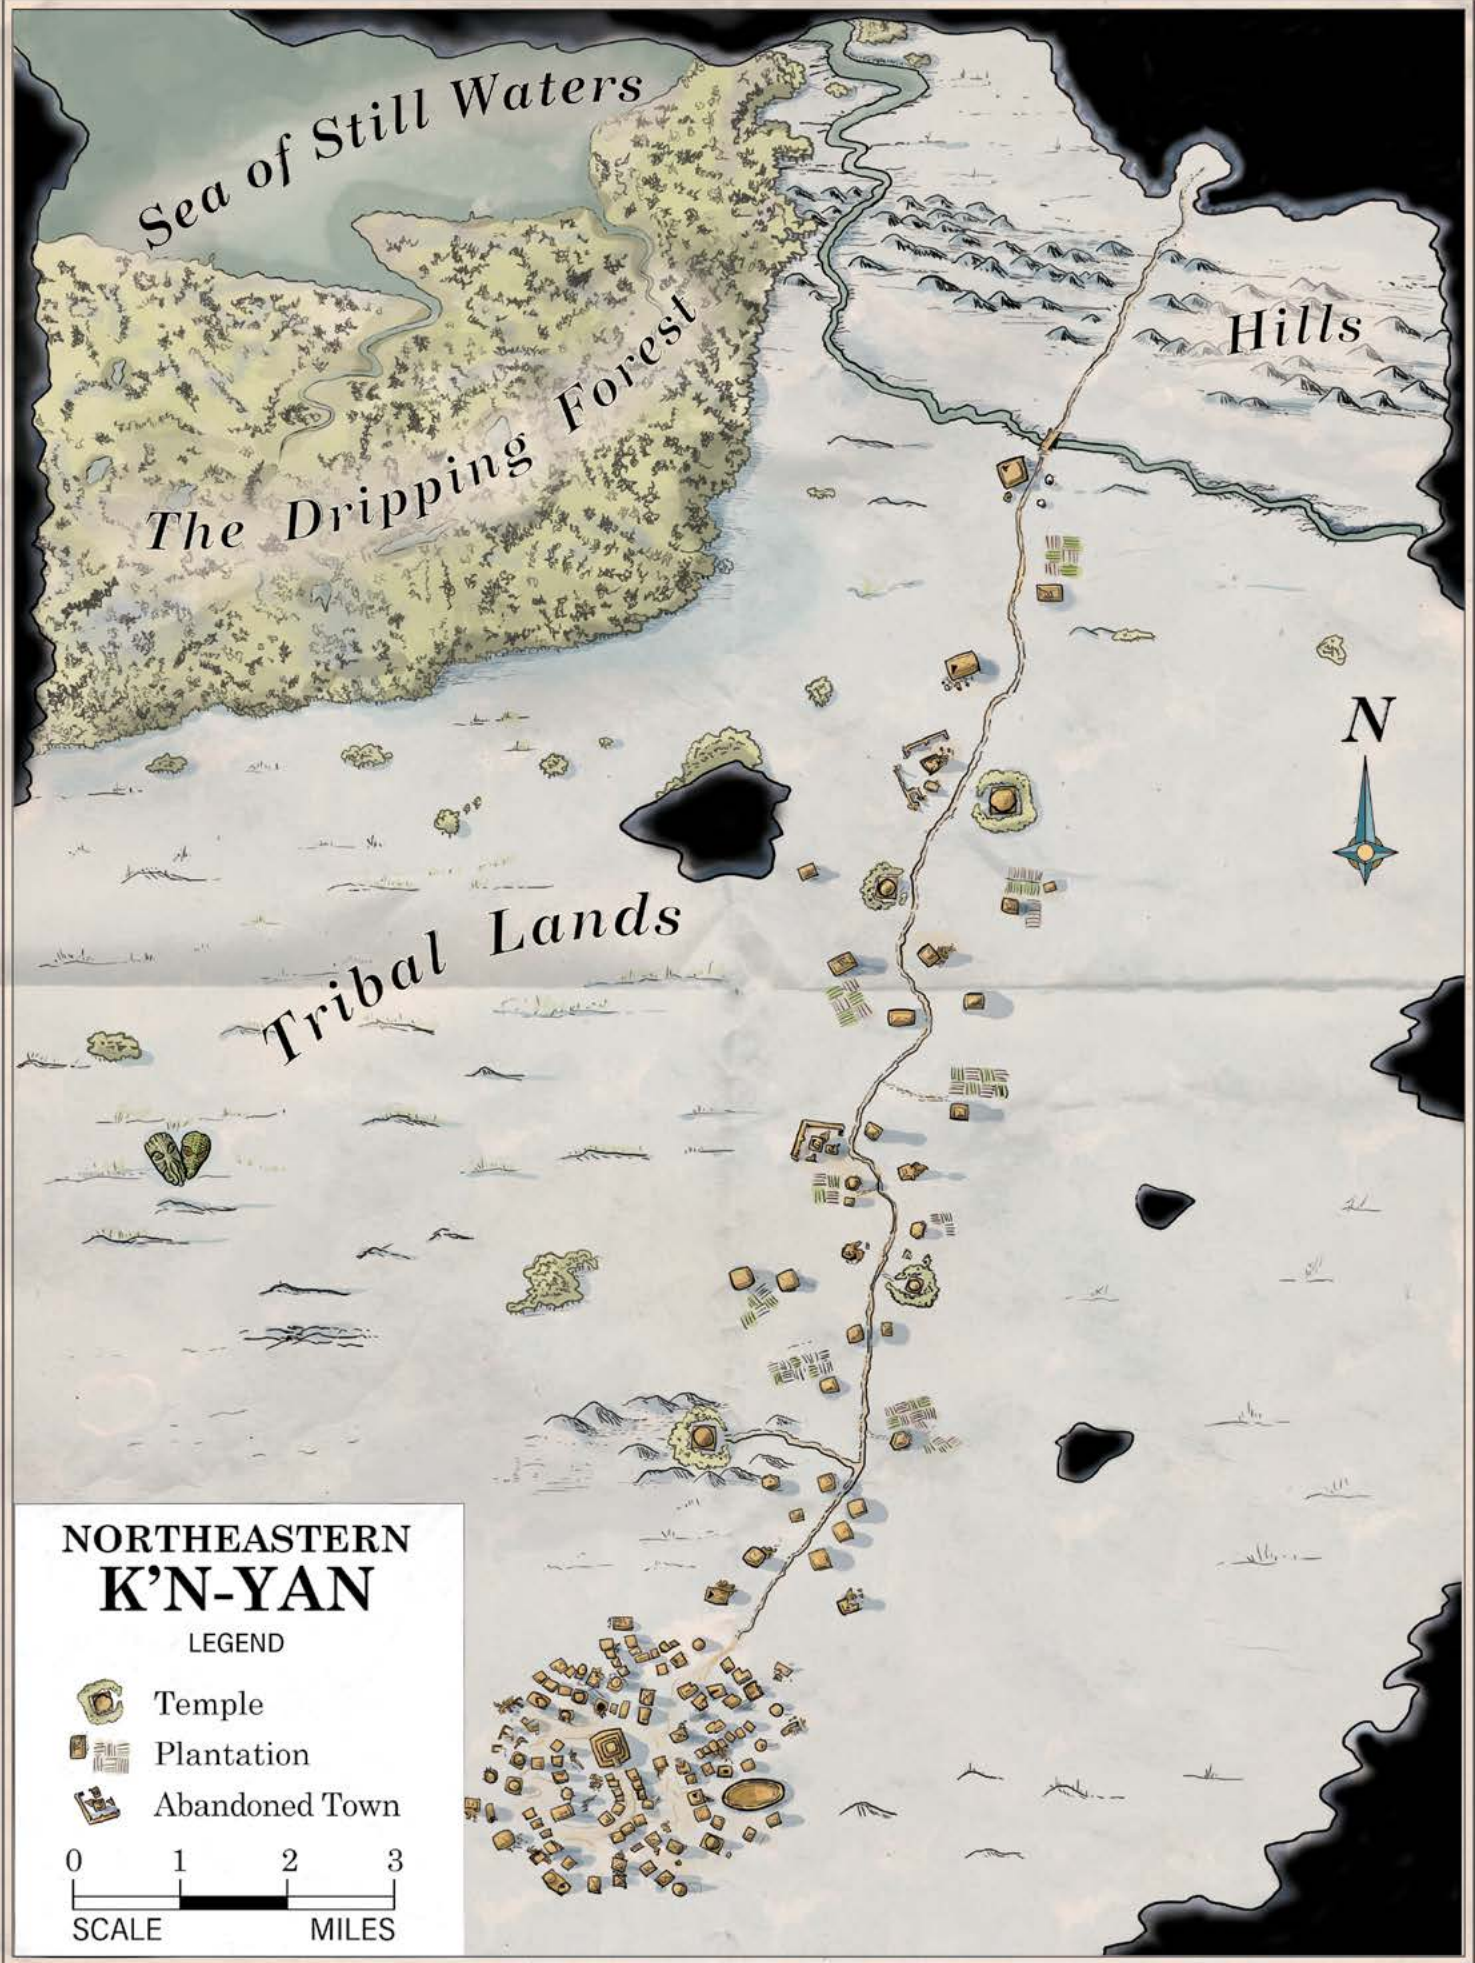 Sea of Still Waters
Hills
The Dripping Forest
N
Tribal Lands
NORTHEASTERN
K'N-YAN
LEGEND
Temple
Plantation
Abandoned Town
0 1 2 3
SCALE MILES